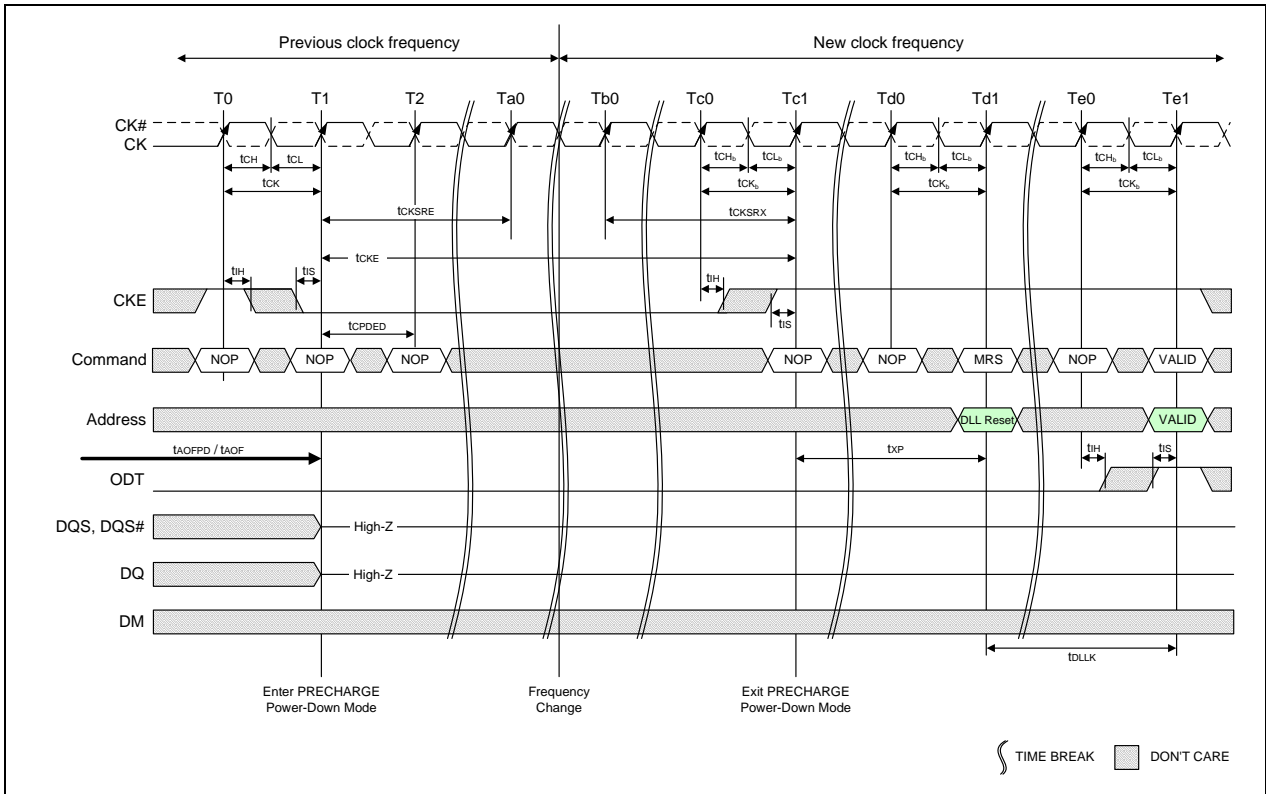 Previous clock frequency New clock frequency
T0 T1 T2 Ta0 Tb0 Tc0 Tc1 Td0 Td1 Te0 Te1
CK#
CK
tCH tCL tCHb tCLb tCHb tCLb tCHb tCLb
tCK tCKb tCKb tCKb
tCKSRE tCKSRX
tCKE
tIH tIS tIH
CKE
tIS
tCPDED
Command NOP NOP NOP NOP NOP MRS NOP VALID
Address DLL Reset VALID
tAOFPD / tAOF tXP tIH tIS
ODT
DQS, DQS# High-Z
DQ High-Z
DM
tDLLK
Enter PRECHARGE
Power-Down Mode
Frequency
Change
Exit PRECHARGE
Power-Down Mode
TIME BREAK DON'T CARE